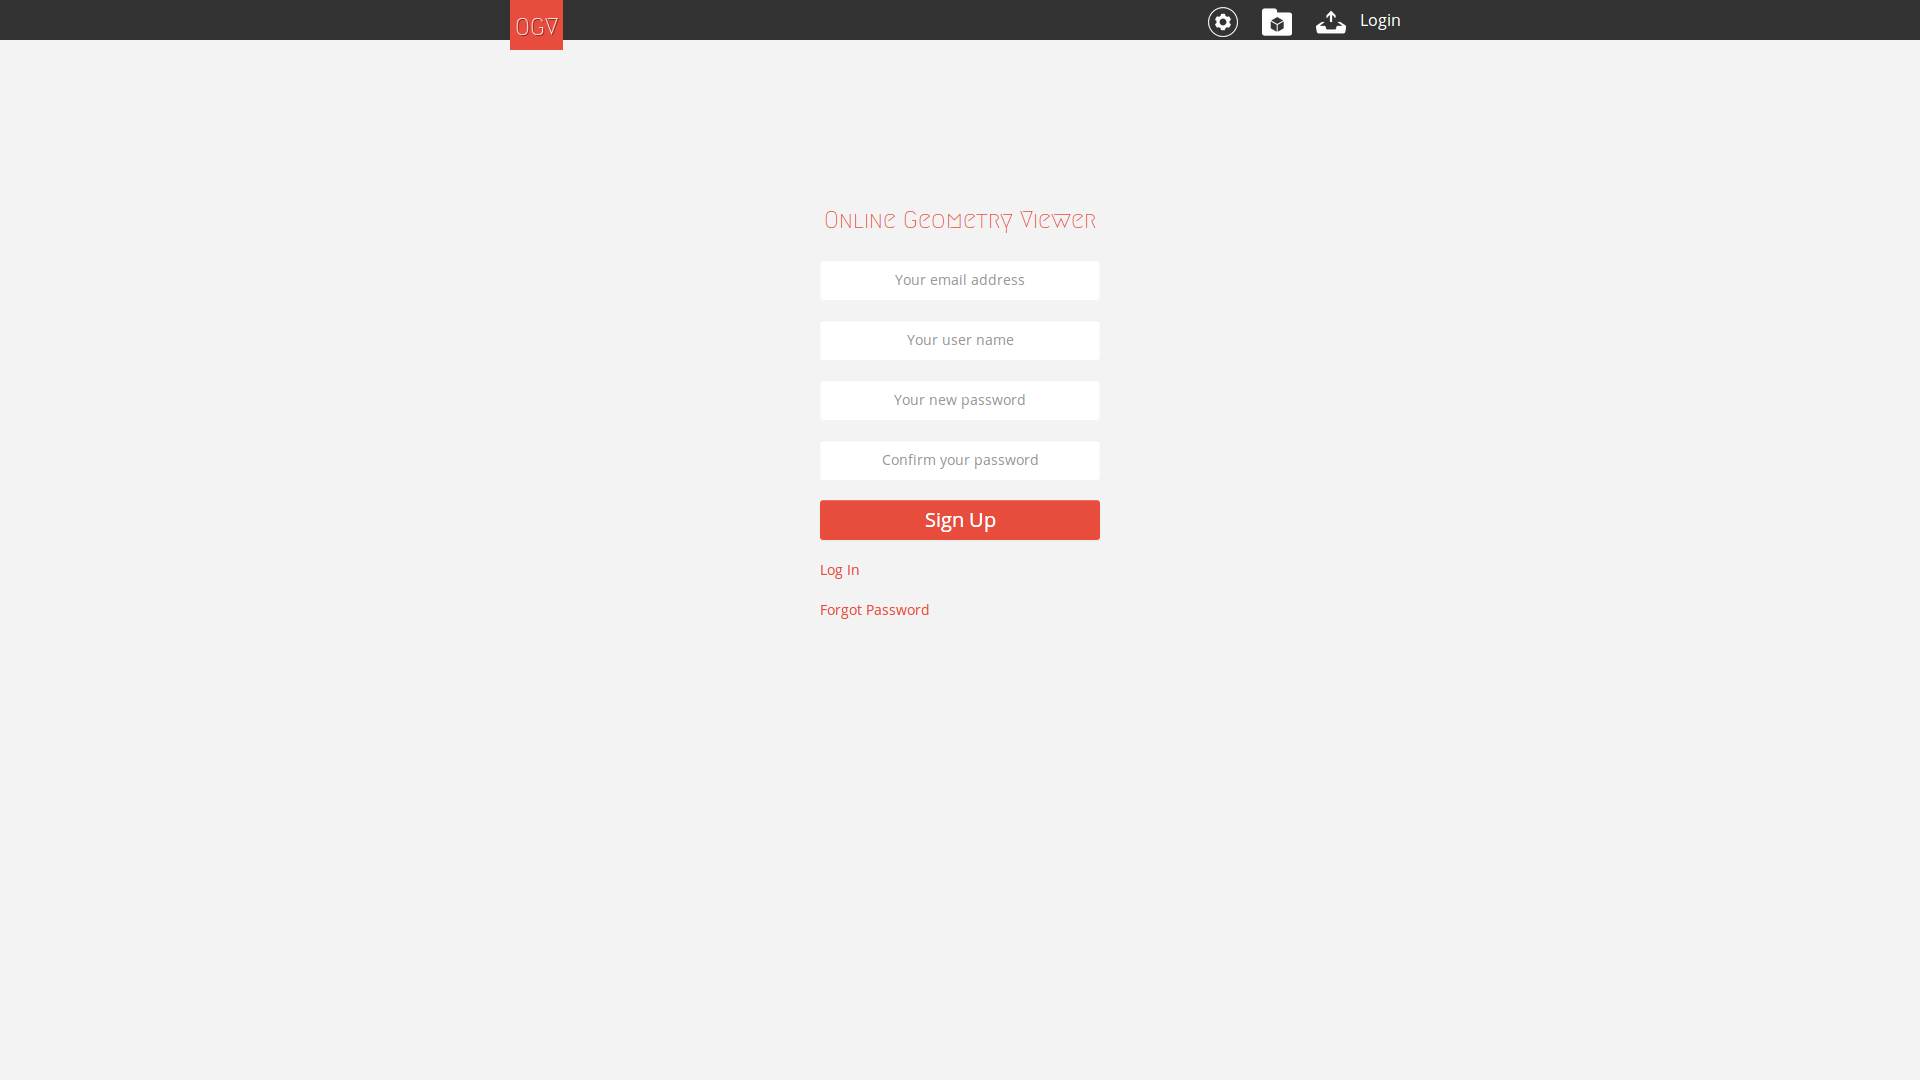 OGV
Login
Online Geometry Viewer
Your email address
Your user name
Your new password
Confirm your password
Sign Up
Log In
Forgot Password